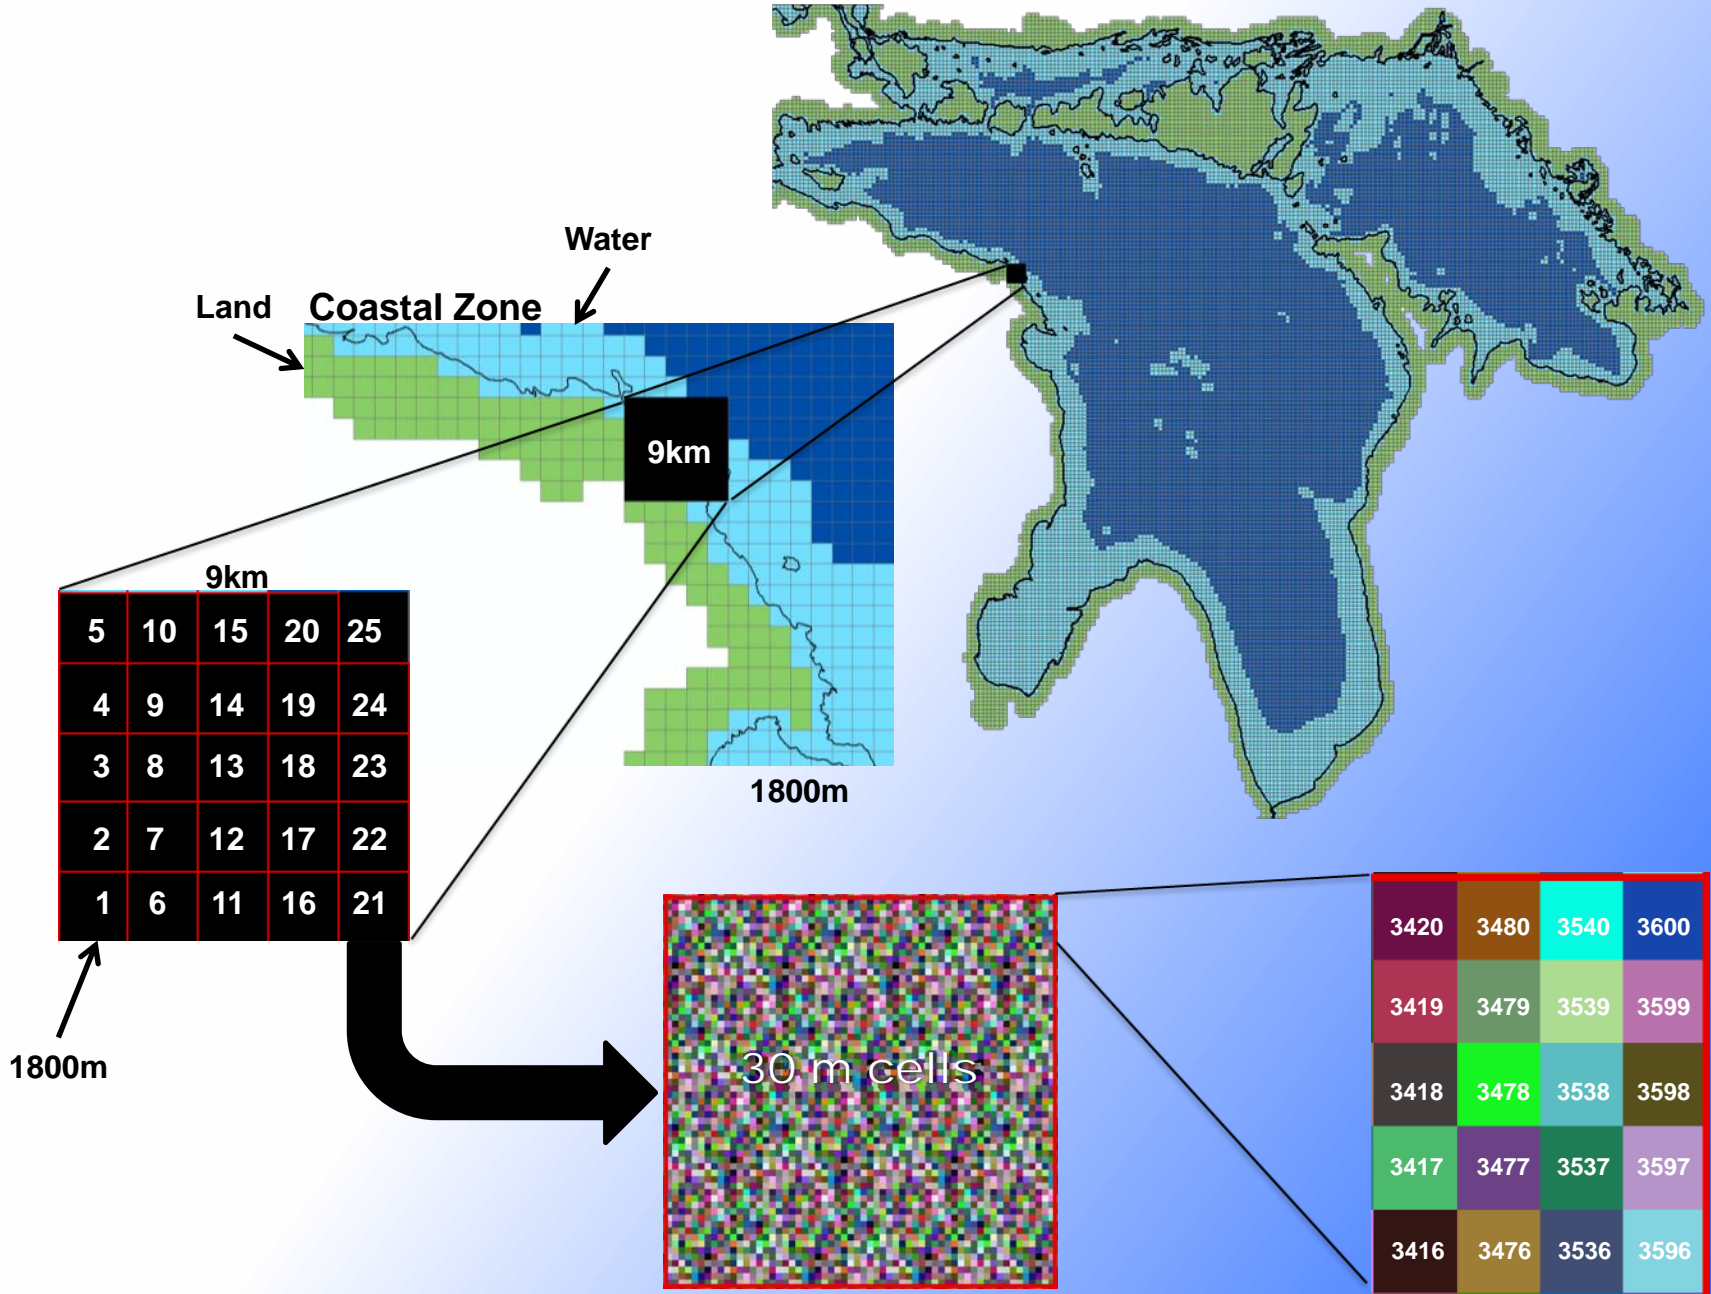 Water
Land
Coastal Zone
9km
1800m
9km
5 10 15 20 25
4 9 14 19 24
3 8 13 18 23
2 7 12 17 22
1 6 11 16 21
1800m
30 m cells
3420 3480 3540 3600
3419 3479 3539 3599
3418 3478 3538 3598
3417 3477 3537 3597
3416 3476 3536 3596